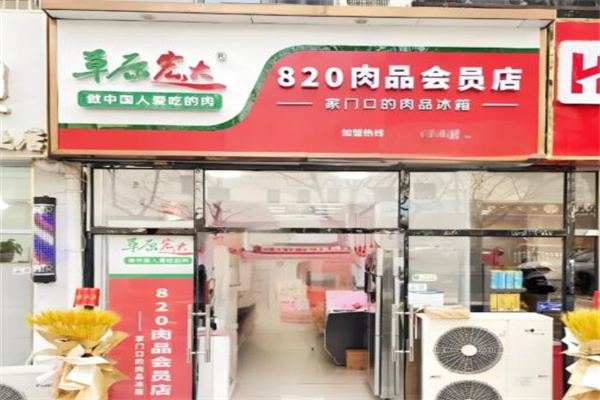 草原宏大®
做中国人爱吃的肉
820肉品会员店
家门口的肉品冰箱
加盟热线
草原宏大
做中国人爱吃的肉
820肉品会员店
家门口的肉品冰箱